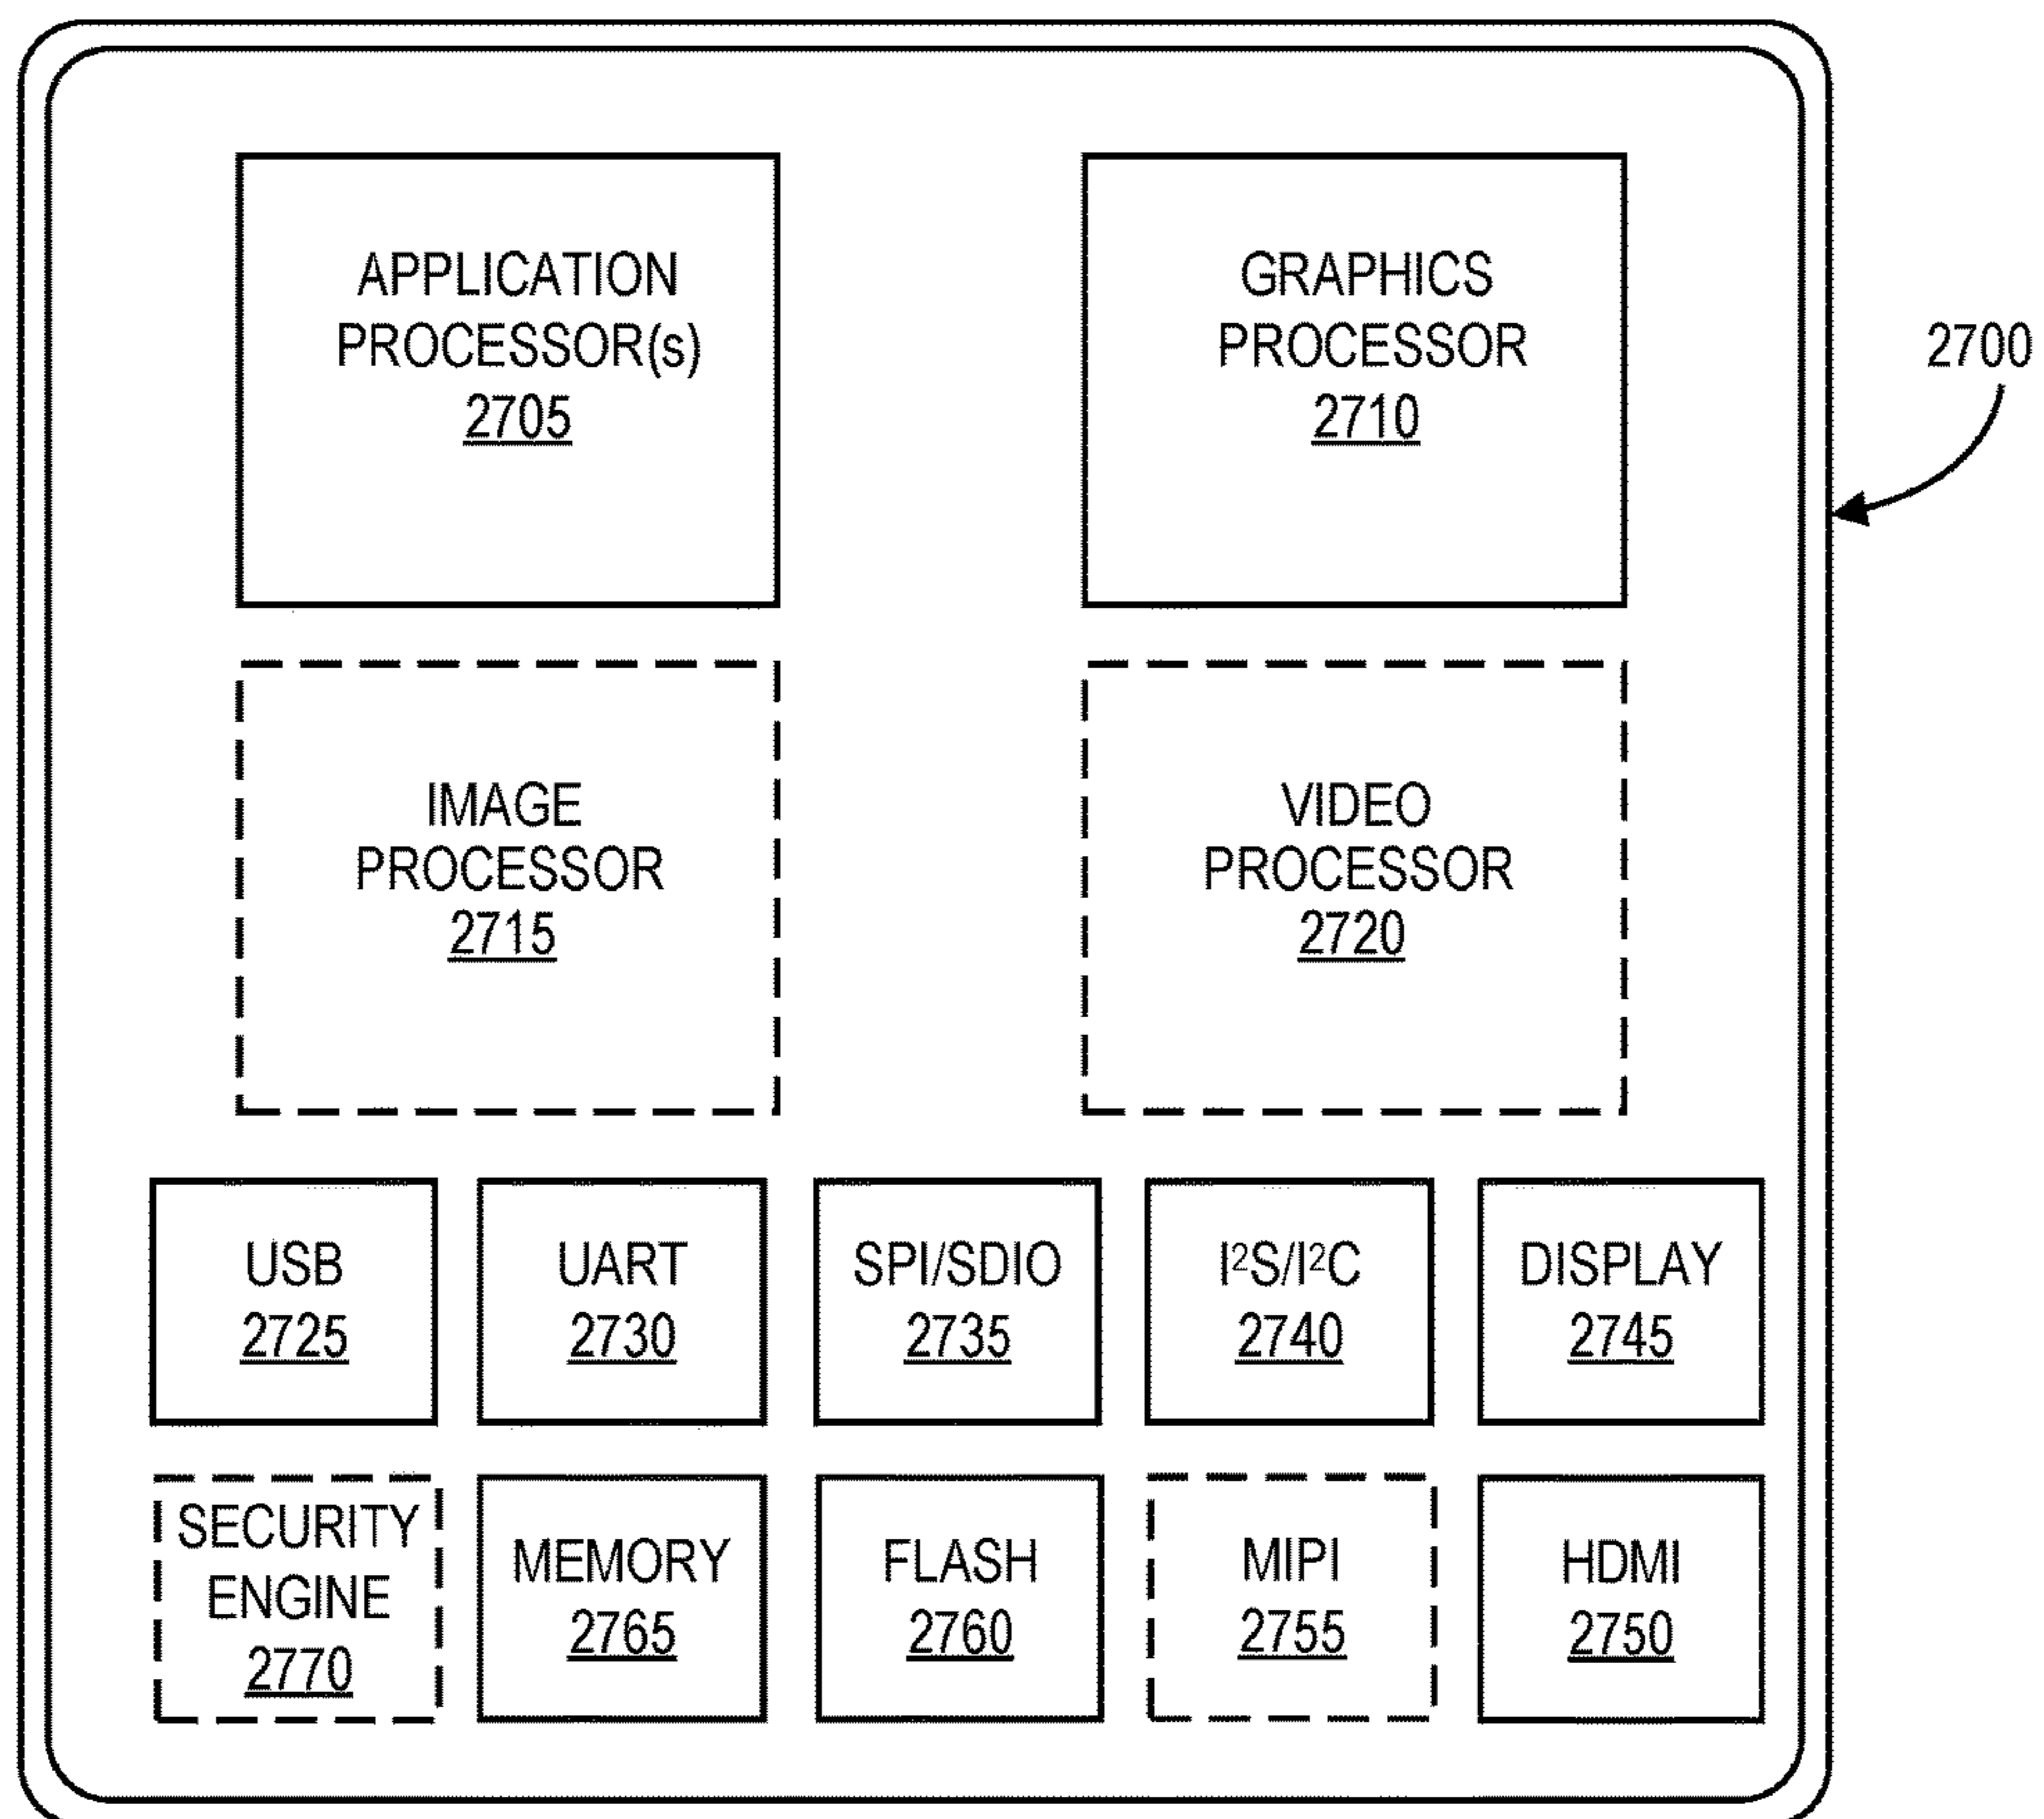 APPLICATION
PROCESSOR(s)
2705
GRAPHICS
PROCESSOR
2710
2700
IMAGE
PROCESSOR
2715
VIDEO
PROCESSOR
2720
USB
2725
UART
2730
SPI/SDIO
2735
I²S/I²C
2740
DISPLAY
2745
SECURITY
ENGINE
2770
MEMORY
2765
FLASH
2760
MIPI
2755
HDMI
2750